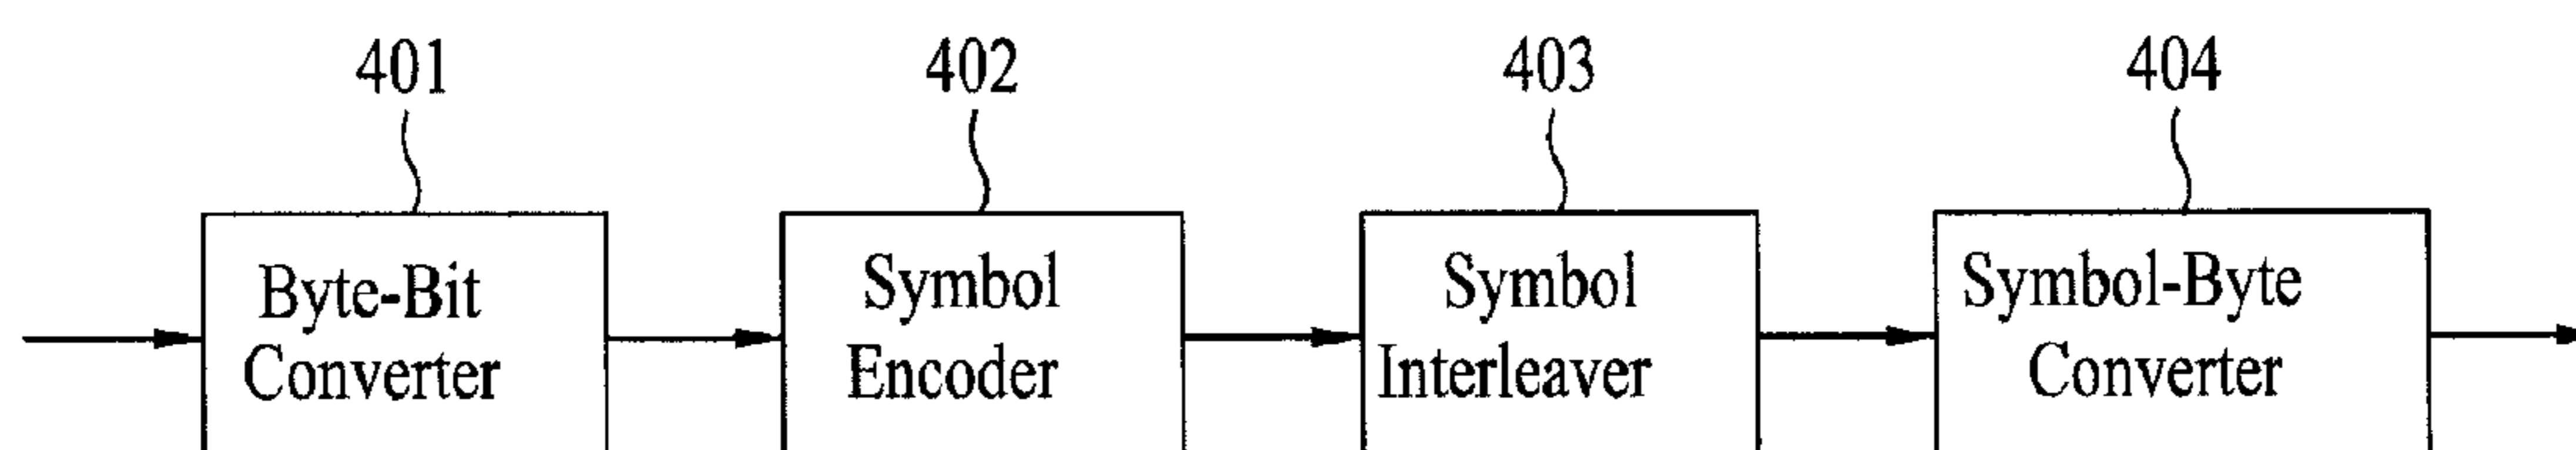 401 402 403 404
Byte-Bit Symbol Symbol Symbol-Byte
Converter Encoder Interleaver Converter